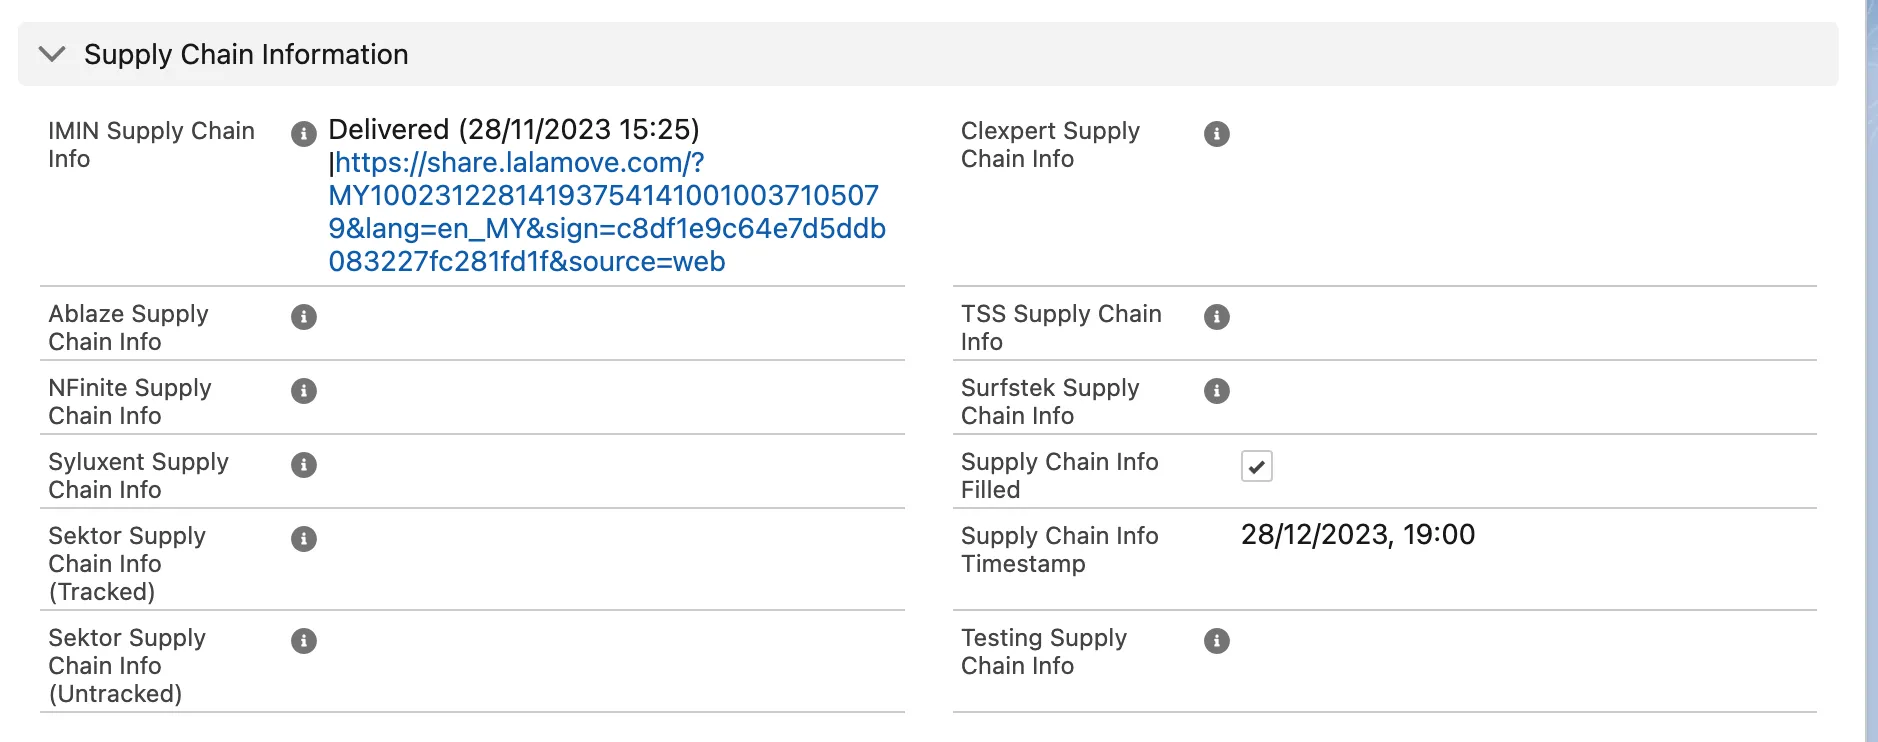 Supply Chain Information
IMIN Supply Chain
Info
Delivered (28/11/2023 15:25)
|https://share.lalamove.com/?
MY10023122814193754141001003710507
9&lang=en_MY&sign=c8df1e9c64e7d5ddb
083227fc281fd1f&source=web
Clexpert Supply
Chain Info
Ablaze Supply
Chain Info
TSS Supply Chain
Info
NFinite Supply
Chain Info
Surfstek Supply
Chain Info
Syluxent Supply
Chain Info
Supply Chain Info
Filled
Sektor Supply
Chain Info
(Tracked)
Supply Chain Info
Timestamp
28/12/2023, 19:00
Sektor Supply
Chain Info
(Untracked)
Testing Supply
Chain Info